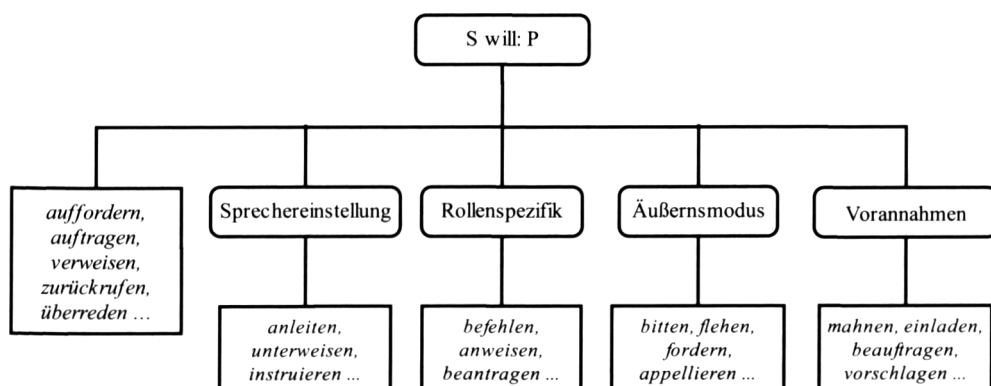 S will: P
auffordern,
auftragen,
verweisen,
zurückrufen,
überreden ...
Sprechereinstellung
Rollenspezifik
Äußernsmodus
Vorannahmen
anleiten,
unterweisen,
instruieren ...
befehlen,
anweisen,
beantragen ...
bitten, flehen,
fordern,
appellieren ...
mahnen, einladen,
beauftragen,
vorschlagen ...